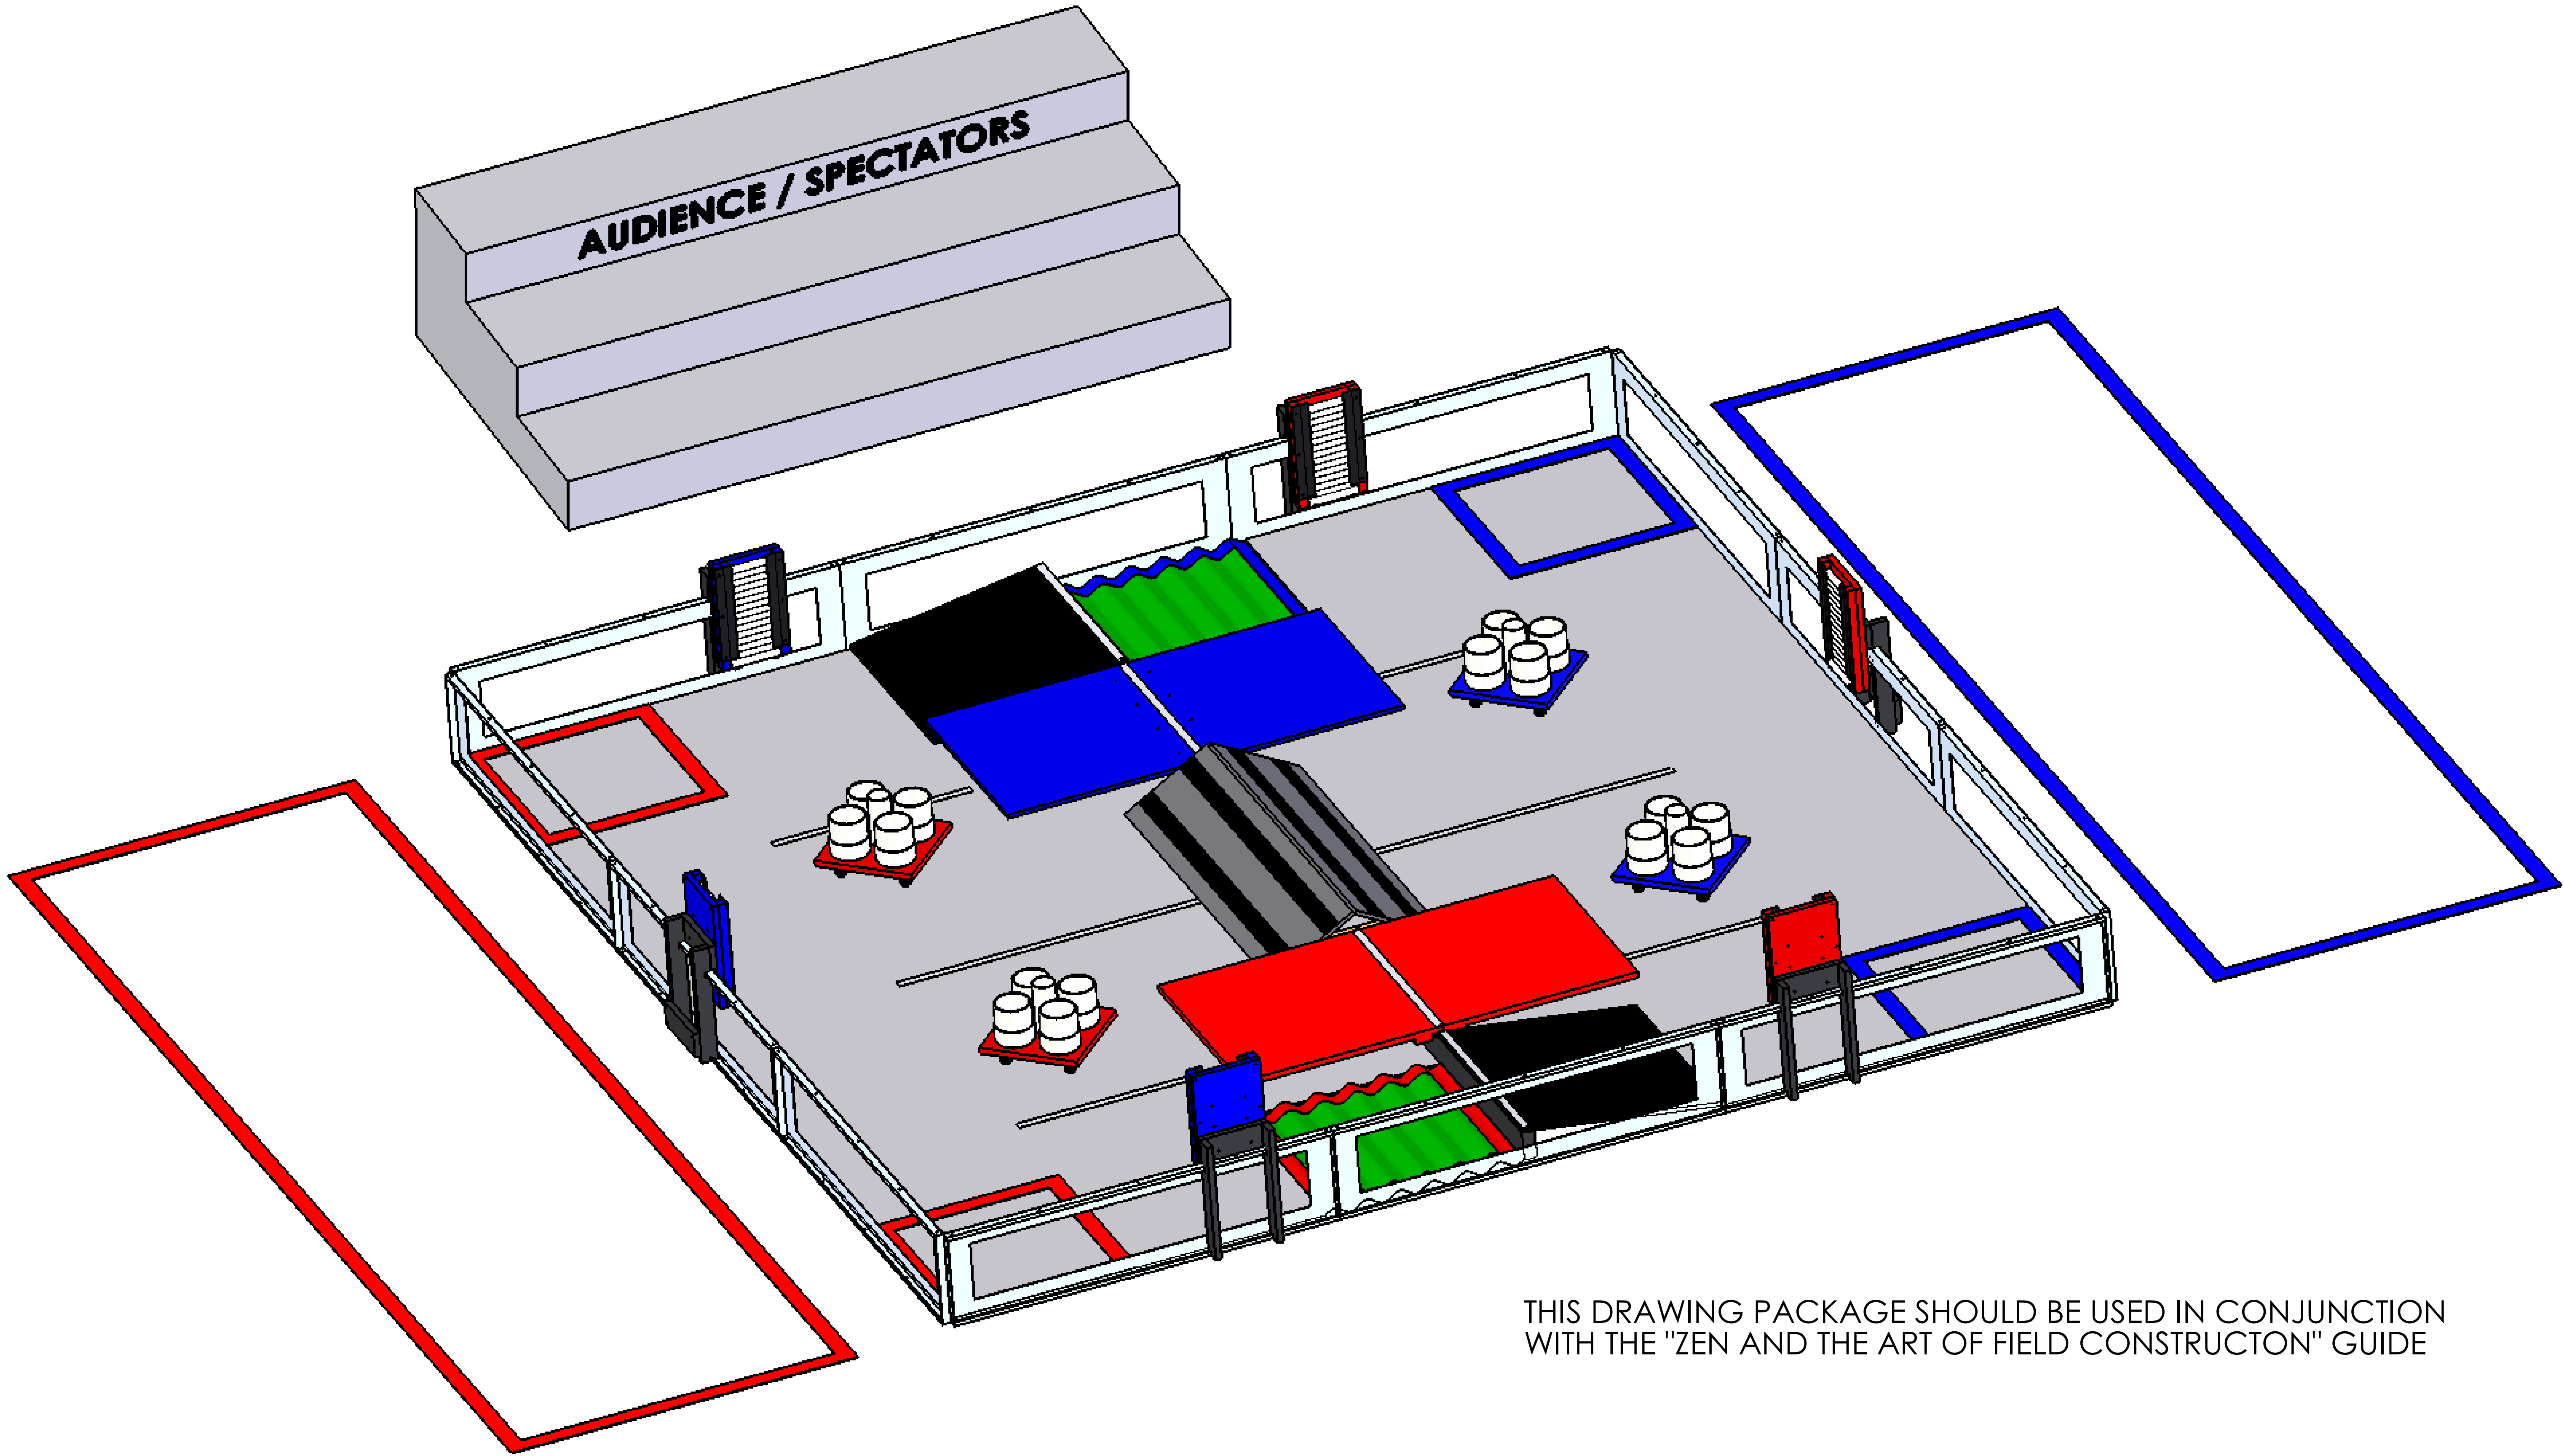 AUDIENCE / SPECTATORS
THIS DRAWING PACKAGE SHOULD BE USED IN CONJUNCTION
WITH THE "ZEN AND THE ART OF FIELD CONSTRUCTON" GUIDE